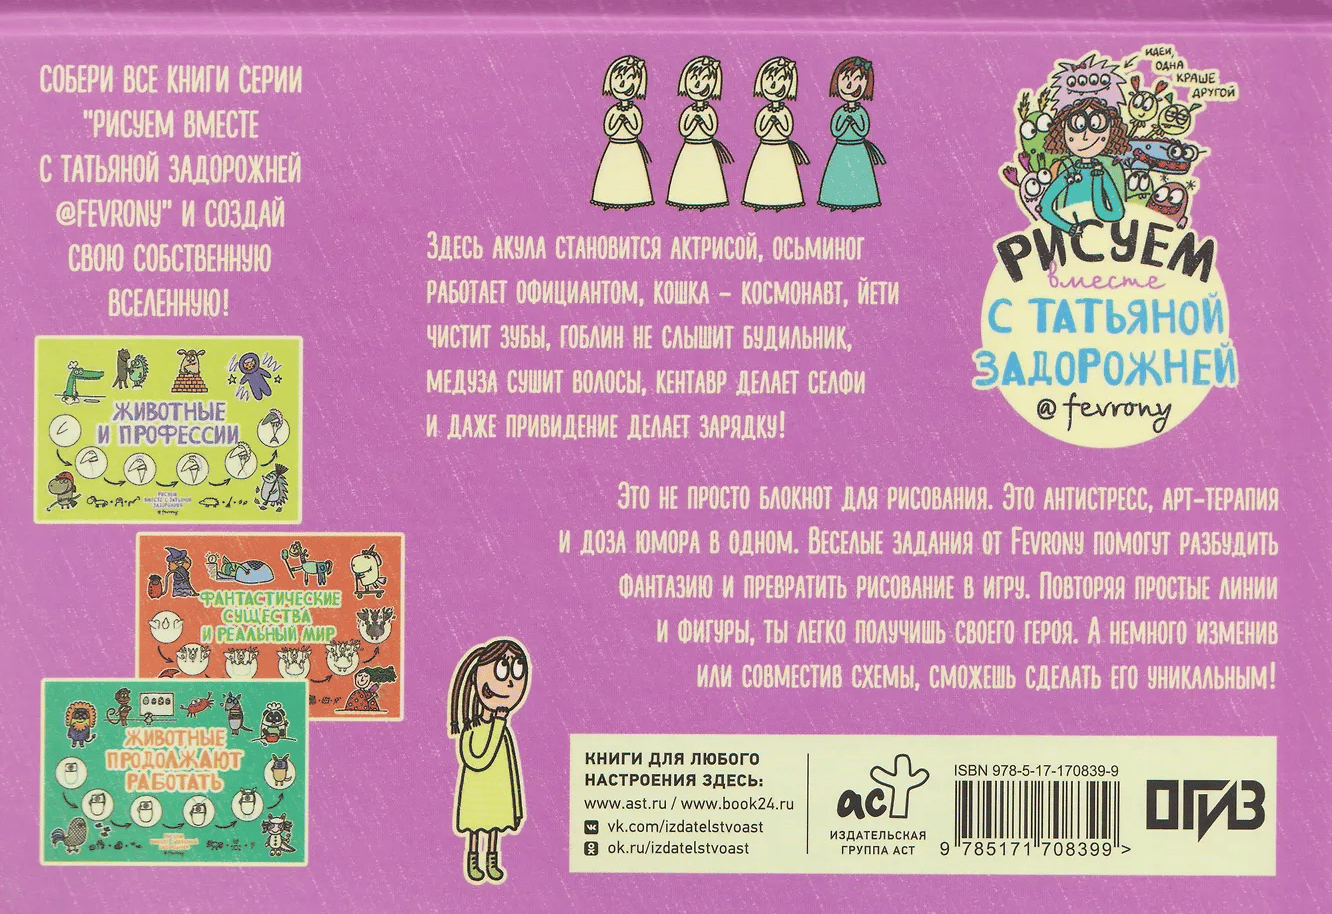 СОБЕРИ ВСЕ КНИГИ СЕРИИ
"РИСУЕМ ВМЕСТЕ
С ТАТЬЯНОЙ ЗАДОРОЖНЕЙ
@FEVRONY" И СОЗДАЙ
СВОЮ СОБСТВЕННУЮ
ВСЕЛЕННУЮ!
ЖИВОТНЫЕ
И ПРОФЕССИИ
РИСУЕМ
ВМЕСТЕ С ТАТЬЯНОЙ
ЗАДОРОЖНЕЙ
@ fevrony
ФАНТАСТИЧЕСКИЕ
СУЩЕСТВА
И РЕАЛЬНЫЙ МИР
ЖИВОТНЫЕ
ПРОДОЛЖАЮТ
РАБОТАТЬ
@ fevrony
ЗДЕСЬ АКУЛА СТАНОВИТСЯ АКТРИСОЙ, ОСЬМИНОГ
РАБОТАЕТ ОФИЦИАНТОМ, КОШКА – КОСМОНАВТ, ЙЕТИ
ЧИСТИТ ЗУБЫ, ГОБЛИН НЕ СЛЫШИТ БУДИЛЬНИК,
МЕДУЗА СУШИТ ВОЛОСЫ, КЕНТАВР ДЕЛАЕТ СЕЛФИ
И ДАЖЕ ПРИВИДЕНИЕ ДЕЛАЕТ ЗАРЯДКУ!
ИДЕИ,
ОДНА
КРАШЕ
ДРУГОЙ
РИСУЕМ
вместе
С ТАТЬЯНОЙ
ЗАДОРОЖНЕЙ
@ fevrony
ЭТО НЕ ПРОСТО БЛОКНОТ ДЛЯ РИСОВАНИЯ. ЭТО АНТИСТРЕСС, АРТ-ТЕРАПИЯ
И ДОЗА ЮМОРА В ОДНОМ. ВЕСЕЛЫЕ ЗАДАНИЯ ОТ FEVRONY ПОМОГУТ РАЗБУДИТЬ
ФАНТАЗИЮ И ПРЕВРАТИТЬ РИСОВАНИЕ В ИГРУ. ПОВТОРЯЯ ПРОСТЫЕ ЛИНИИ
И ФИГУРЫ, ТЫ ЛЕГКО ПОЛУЧИШЬ СВОЕГО ГЕРОЯ. А НЕМНОГО ИЗМЕНИВ
ИЛИ СОВМЕСТИВ СХЕМЫ, СМОЖЕШЬ СДЕЛАТЬ ЕГО УНИКАЛЬНЫМ!
КНИГИ ДЛЯ ЛЮБОГО
НАСТРОЕНИЯ ЗДЕСЬ:
www.ast.ru / www.book24.ru
vk.com/izdatelstvoast
ok.ru/izdatelstvoast
аст
ИЗДАТЕЛЬСКАЯ
ГРУППА АСТ
ISBN 978-5-17-170839-9
9 785171 708399 >
ОГИЗ